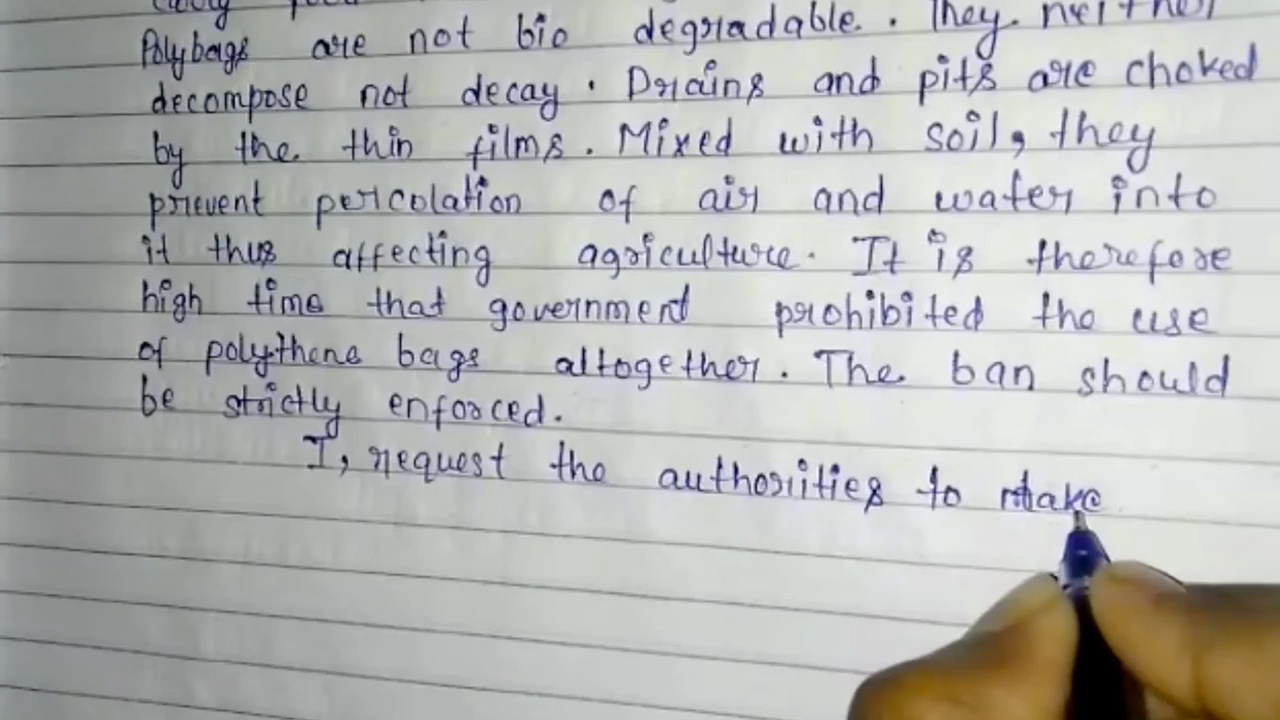 Polybags are not bio degradable. They neither
decompose not decay. Drains and pits are choked
by the thin films. Mixed with soil, they
prevent percolation of air and water into
it thus affecting agriculture. It is therefore
high time that government prohibited the use
of polythene bags altogether. The ban should
be strictly enforced.
I, request the authorities to